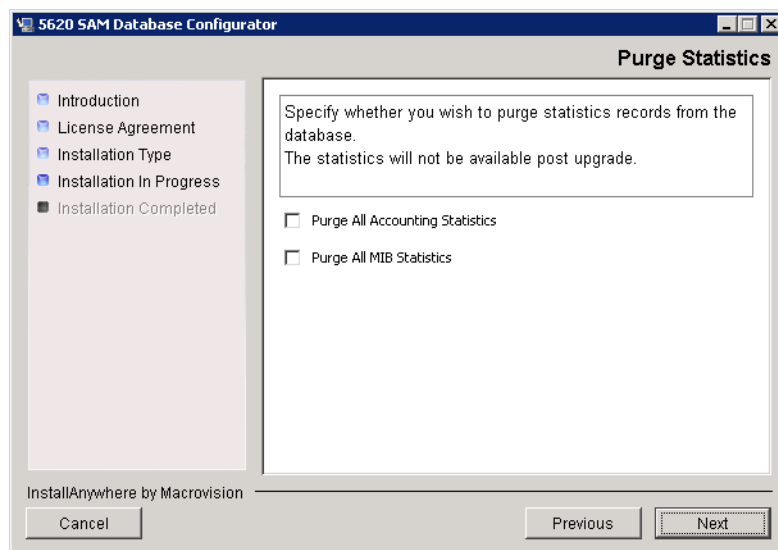 5620 SAM Database Configurator
Purge Statistics
Introduction
License Agreement
Installation Type
Installation In Progress
Installation Completed
Specify whether you wish to purge statistics records from the
database.
The statistics will not be available post upgrade.
Purge All Accounting Statistics
Purge All MIB Statistics
InstallAnywhere by Macrovision
Cancel
Previous
Next